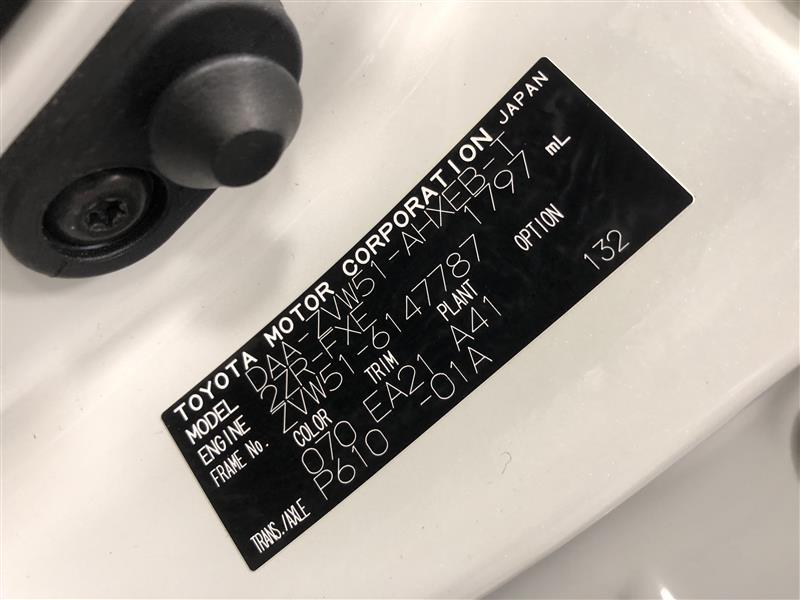 TOYOTA MOTOR CORPORATION JAPAN
MODEL DAA-ZVW51-AHXEB-T
ENGINE 2ZR-FXE 1797 mL
FRAME No. ZVW51-6147787
COLOR TRIM PLANT OPTION
070 EA21 A41 132
TRANS./AXLE P610 -01A